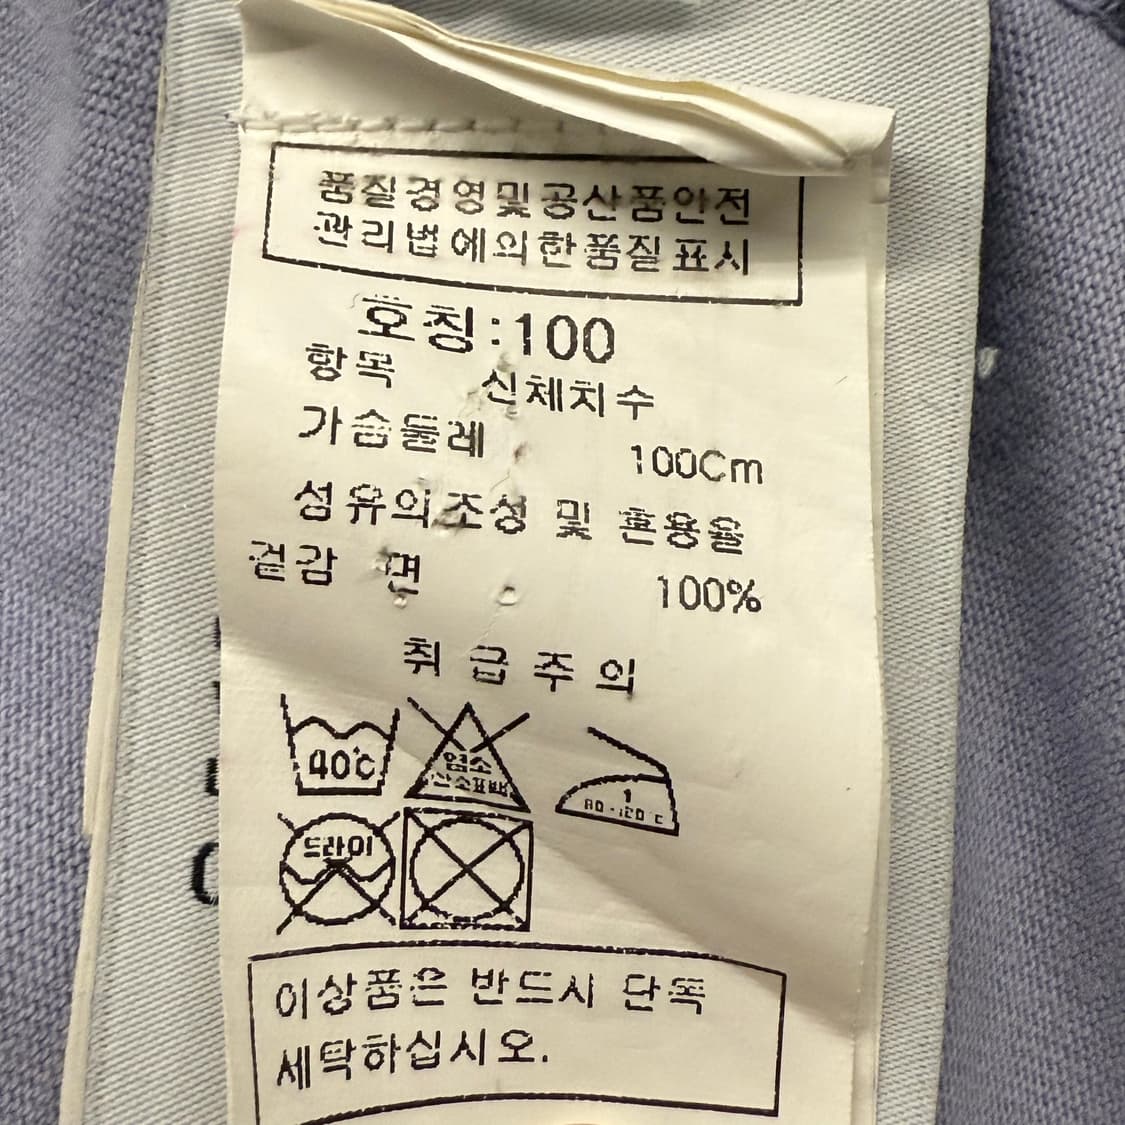 품질경영및공산품안전
관리법에의한품질표시
호칭:100
항목 신체치수
가슴둘레 100Cm
섬유의조성 및 혼용율
겉감 면 100%
취급주의
40℃
염소
산소표백
1
80-120℃
드라이
이상품은 반드시 단독
세탁하십시오.